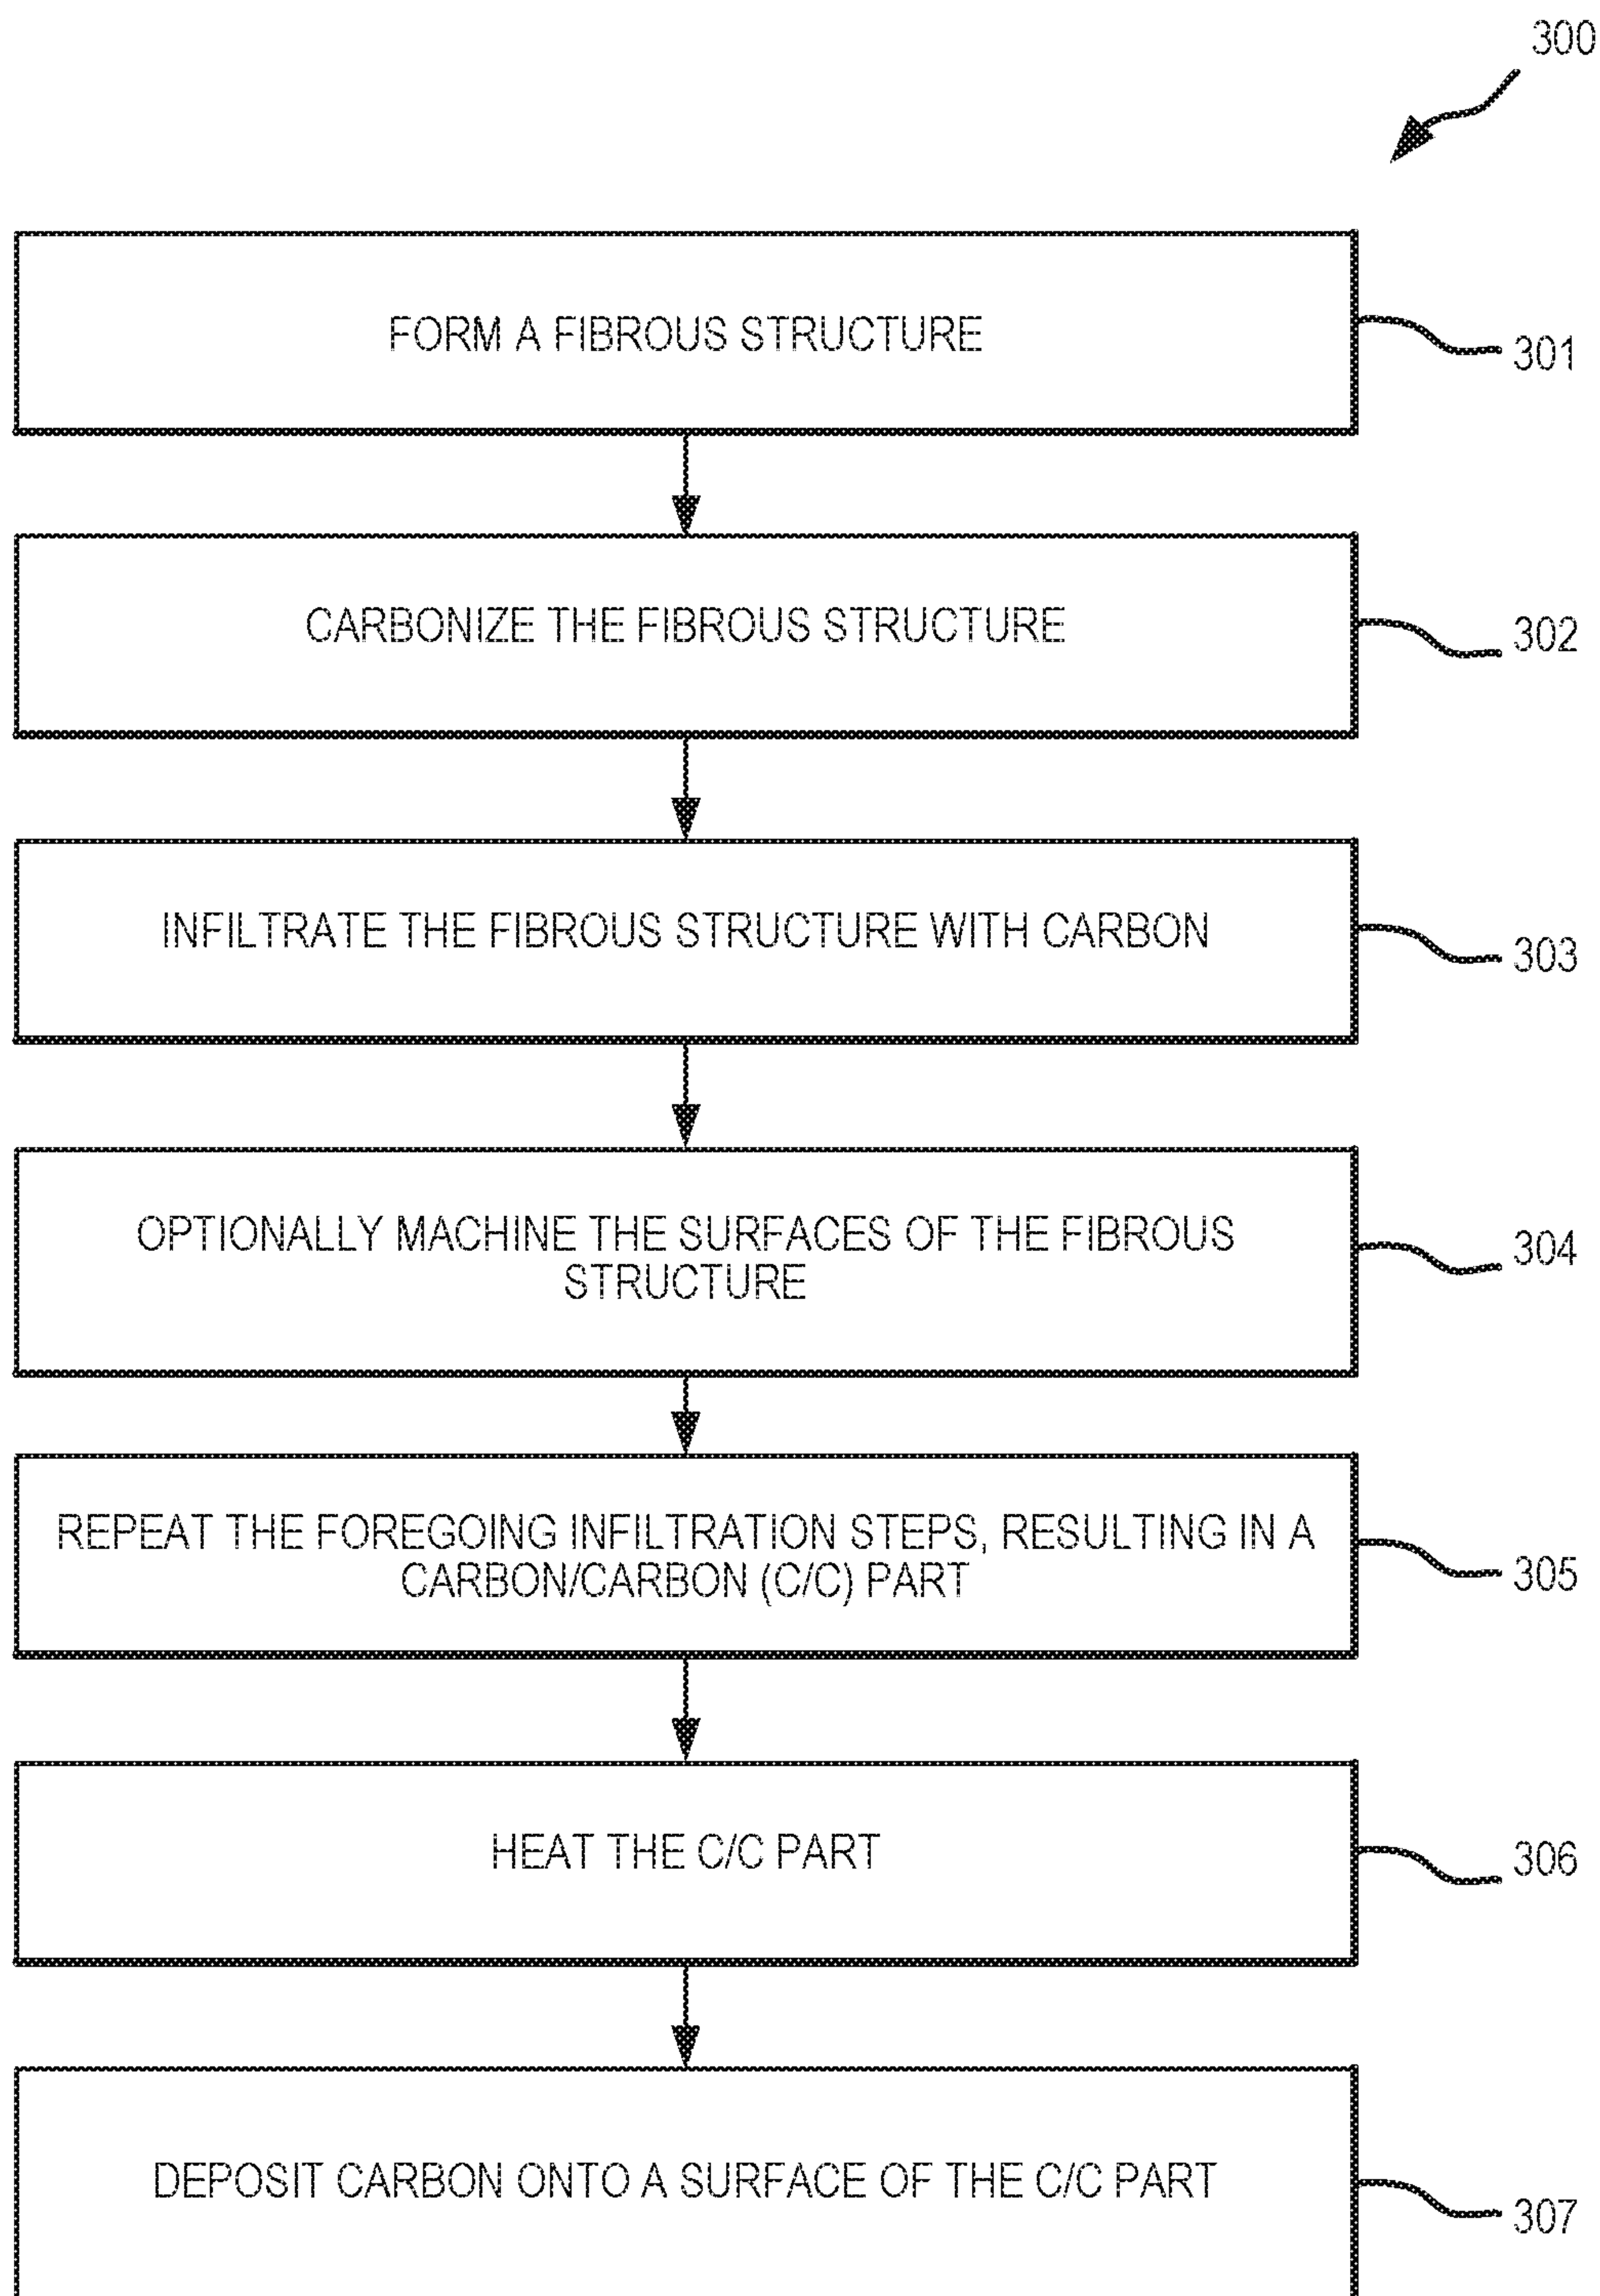 300
FORM A FIBROUS STRUCTURE
301
CARBONIZE THE FIBROUS STRUCTURE
302
INFILTRATE THE FIBROUS STRUCTURE WITH CARBON
303
OPTIONALLY MACHINE THE SURFACES OF THE FIBROUS
STRUCTURE
304
REPEAT THE FOREGOING INFILTRATION STEPS, RESULTING IN A
CARBON/CARBON (C/C) PART
305
HEAT THE C/C PART
306
DEPOSIT CARBON ONTO A SURFACE OF THE C/C PART
307